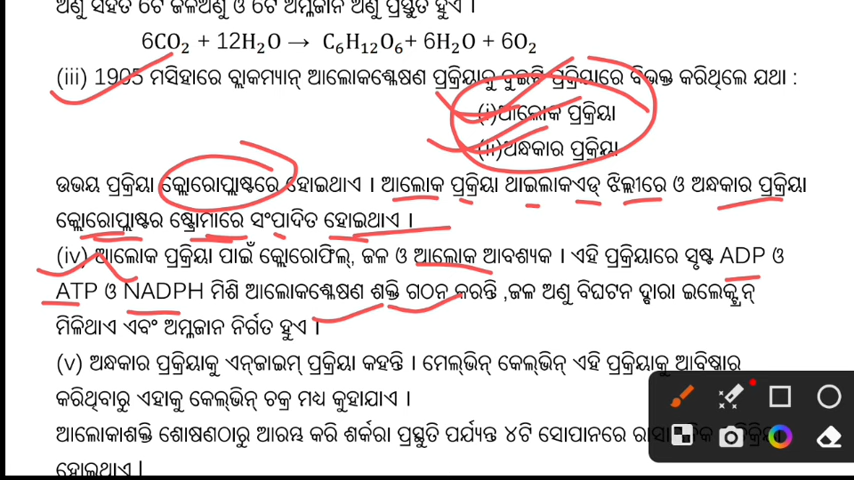 ଅଣୁ ସହିତ 6ଟି ଜଳଅଣୁ ଓ 6ଟି ଅମ୍ଳଜାନ ଅଣୁ ପ୍ରସ୍ତୁତ ହୁଏ ।
6CO₂ + 12H₂O → C₆H₁₂O₆+ 6H₂O + 6O₂
(iii) 1905 ମସିହାରେ ବ୍ଲାକମ୍ୟାନ୍ ଆଲୋକଶ୍ଳେଷଣ ପ୍ରକ୍ରିୟାକୁ ଦୁଇଟି ପ୍ରକ୍ରିୟାରେ ବିଭକ୍ତ କରିଥିଲେ ଯଥା :
(i)ଆଲୋକ ପ୍ରକ୍ରିୟା
(ii)ଅନ୍ଧକାର ପ୍ରକ୍ରିୟା
ଉଭୟ ପ୍ରକ୍ରିୟା କ୍ଲୋରୋପ୍ଲାଷ୍ଟରେ ହୋଇଥାଏ । ଆଲୋକ ପ୍ରକ୍ରିୟା ଥାଇଲାକଏଡ୍ ଝିଲ୍ଲୀରେ ଓ ଅନ୍ଧକାର ପ୍ରକ୍ରିୟା
କ୍ଲୋରୋପ୍ଲାଷ୍ଟର ଷ୍ଟ୍ରୋମାରେ ସଂପାଦିତ ହୋଇଥାଏ ।
(iv) ଆଲୋକ ପ୍ରକ୍ରିୟା ପାଇଁ କ୍ଲୋରୋଫିଲ୍, ଜଳ ଓ ଆଲୋକ ଆବଶ୍ୟକ । ଏହି ପ୍ରକ୍ରିୟାରେ ସୃଷ୍ଟ ADP ଓ
ATP ଓ NADPH ମିଶି ଆଲୋକଶ୍ଳେଷଣ ଶକ୍ତି ଗଠନ କରନ୍ତି ,ଜଳ ଅଣୁ ବିଘଟନ ଦ୍ବାରା ଇଲେକ୍ଟ୍ରନ୍
ମିଳିଥାଏ ଏବଂ ଅମ୍ଳଜାନ ନିର୍ଗତ ହୁଏ ।
(v) ଅନ୍ଧକାର ପ୍ରକ୍ରିୟାକୁ ଏନ୍‌ଜାଇମ୍ ପ୍ରକ୍ରିୟା କହନ୍ତି । ମେଲ୍‌ଭିନ୍ କେଲ୍‌ଭିନ୍ ଏହି ପ୍ରକ୍ରିୟାକୁ ଆବିଷ୍କାର
କରିଥିବାରୁ ଏହାକୁ କେଲ୍‌ଭିନ୍ ଚକ୍ର ମଧ୍ୟ କୁହାଯାଏ ।
ଆଲୋକାଶକ୍ତି ଶୋଷଣଠାରୁ ଆରମ୍ଭ କରି ଶର୍କରା ପ୍ରସ୍ଥୁତି ପର୍ଯ୍ୟନ୍ତ ୪ଟି ସୋପାନରେ
ହୋଇଥାଏ ।